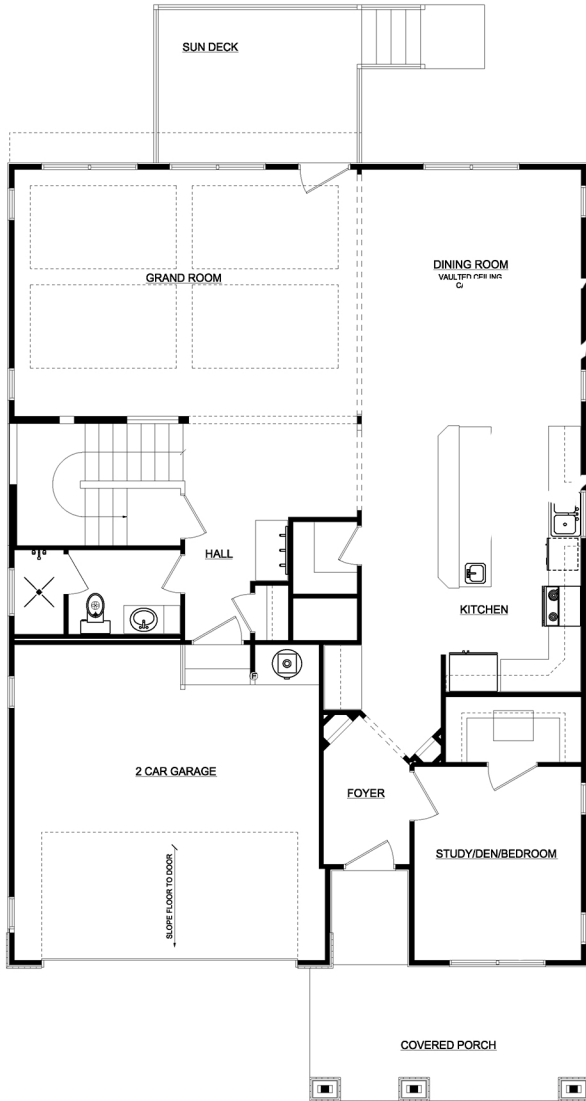 SUN DECK
GRAND ROOM
DINING ROOM
VAULTED CEILING
HALL
KITCHEN
2 CAR GARAGE
FOYER
STUDY/DEN/BEDROOM
SLOPE FLOOR TO DOOR
COVERED PORCH